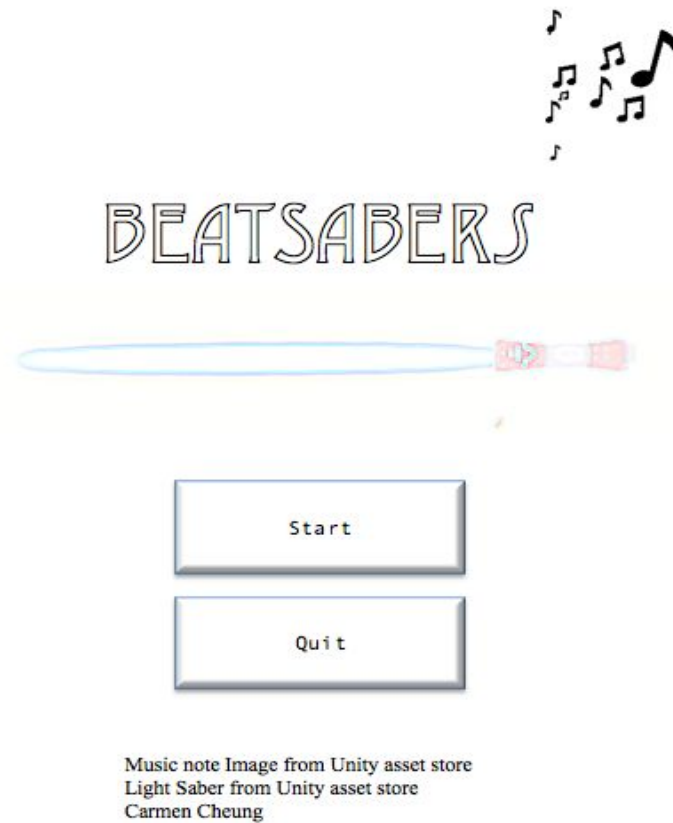 BEATSABERS
Start
Quit
Music note Image from Unity asset store
Light Saber from Unity asset store
Carmen Cheung